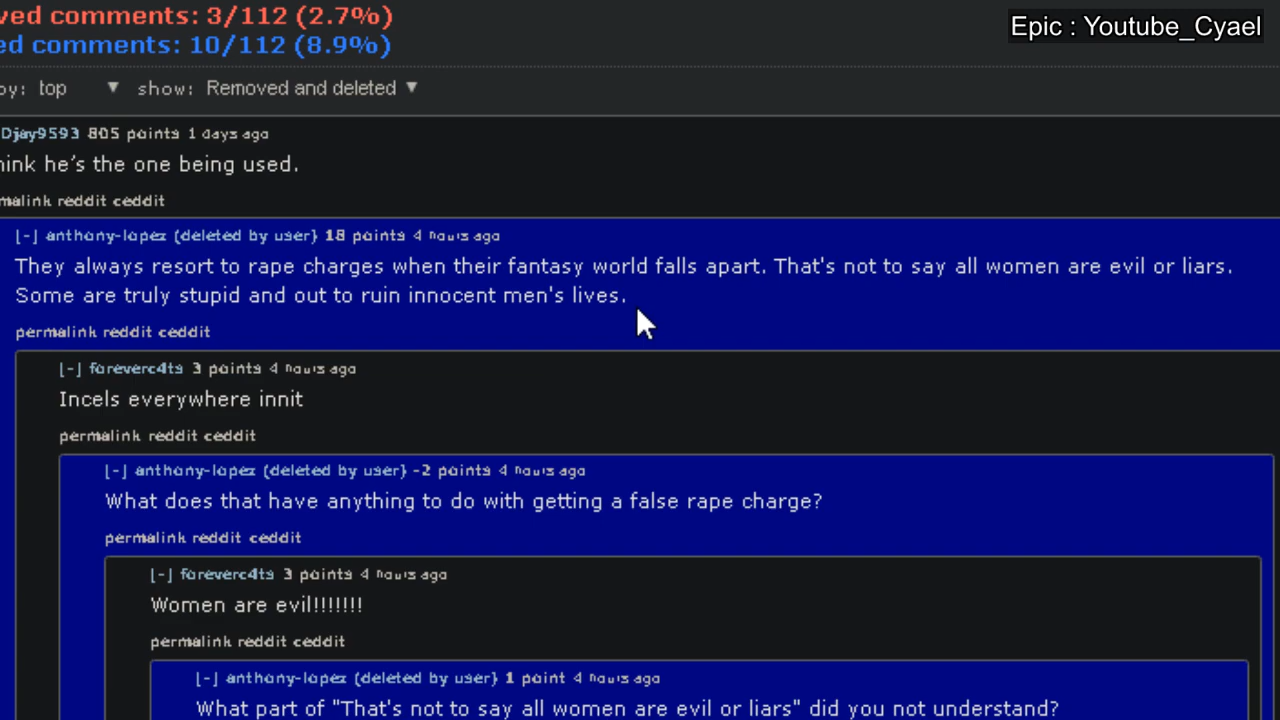 ved comments: 3/112 (2.7%)
Epic : Youtube_Cyael
ed comments: 10/112 (8.9%)
by: top ▼ show: Removed and deleted ▼
Djay9593 805 points 1 days ago
hink he's the one being used.
malink reddit ceddit
[-] anthony-lopez (deleted by user} 18 points 4 hours ago
They always resort to rape charges when their fantasy world falls apart. That's not to say all women are evil or liars.
Some are truly stupid and out to ruin innocent men's lives.
permalink reddit ceddit
[-] foreverc4ts 3 points 4 hours ago
Incels everywhere innit
permalink reddit ceddit
[-] anthony-lopez (deleted by user} -2 points 4 hours ago
What does that have anything to do with getting a false rape charge?
permalink reddit ceddit
[-] foreverc4ts 3 points 4 hours ago
Women are evil!!!!!!!
permalink reddit ceddit
[-] anthony-lopez (deleted by user} 1 point 4 hours ago
What part of "That's not to say all women are evil or liars" did you not understand?